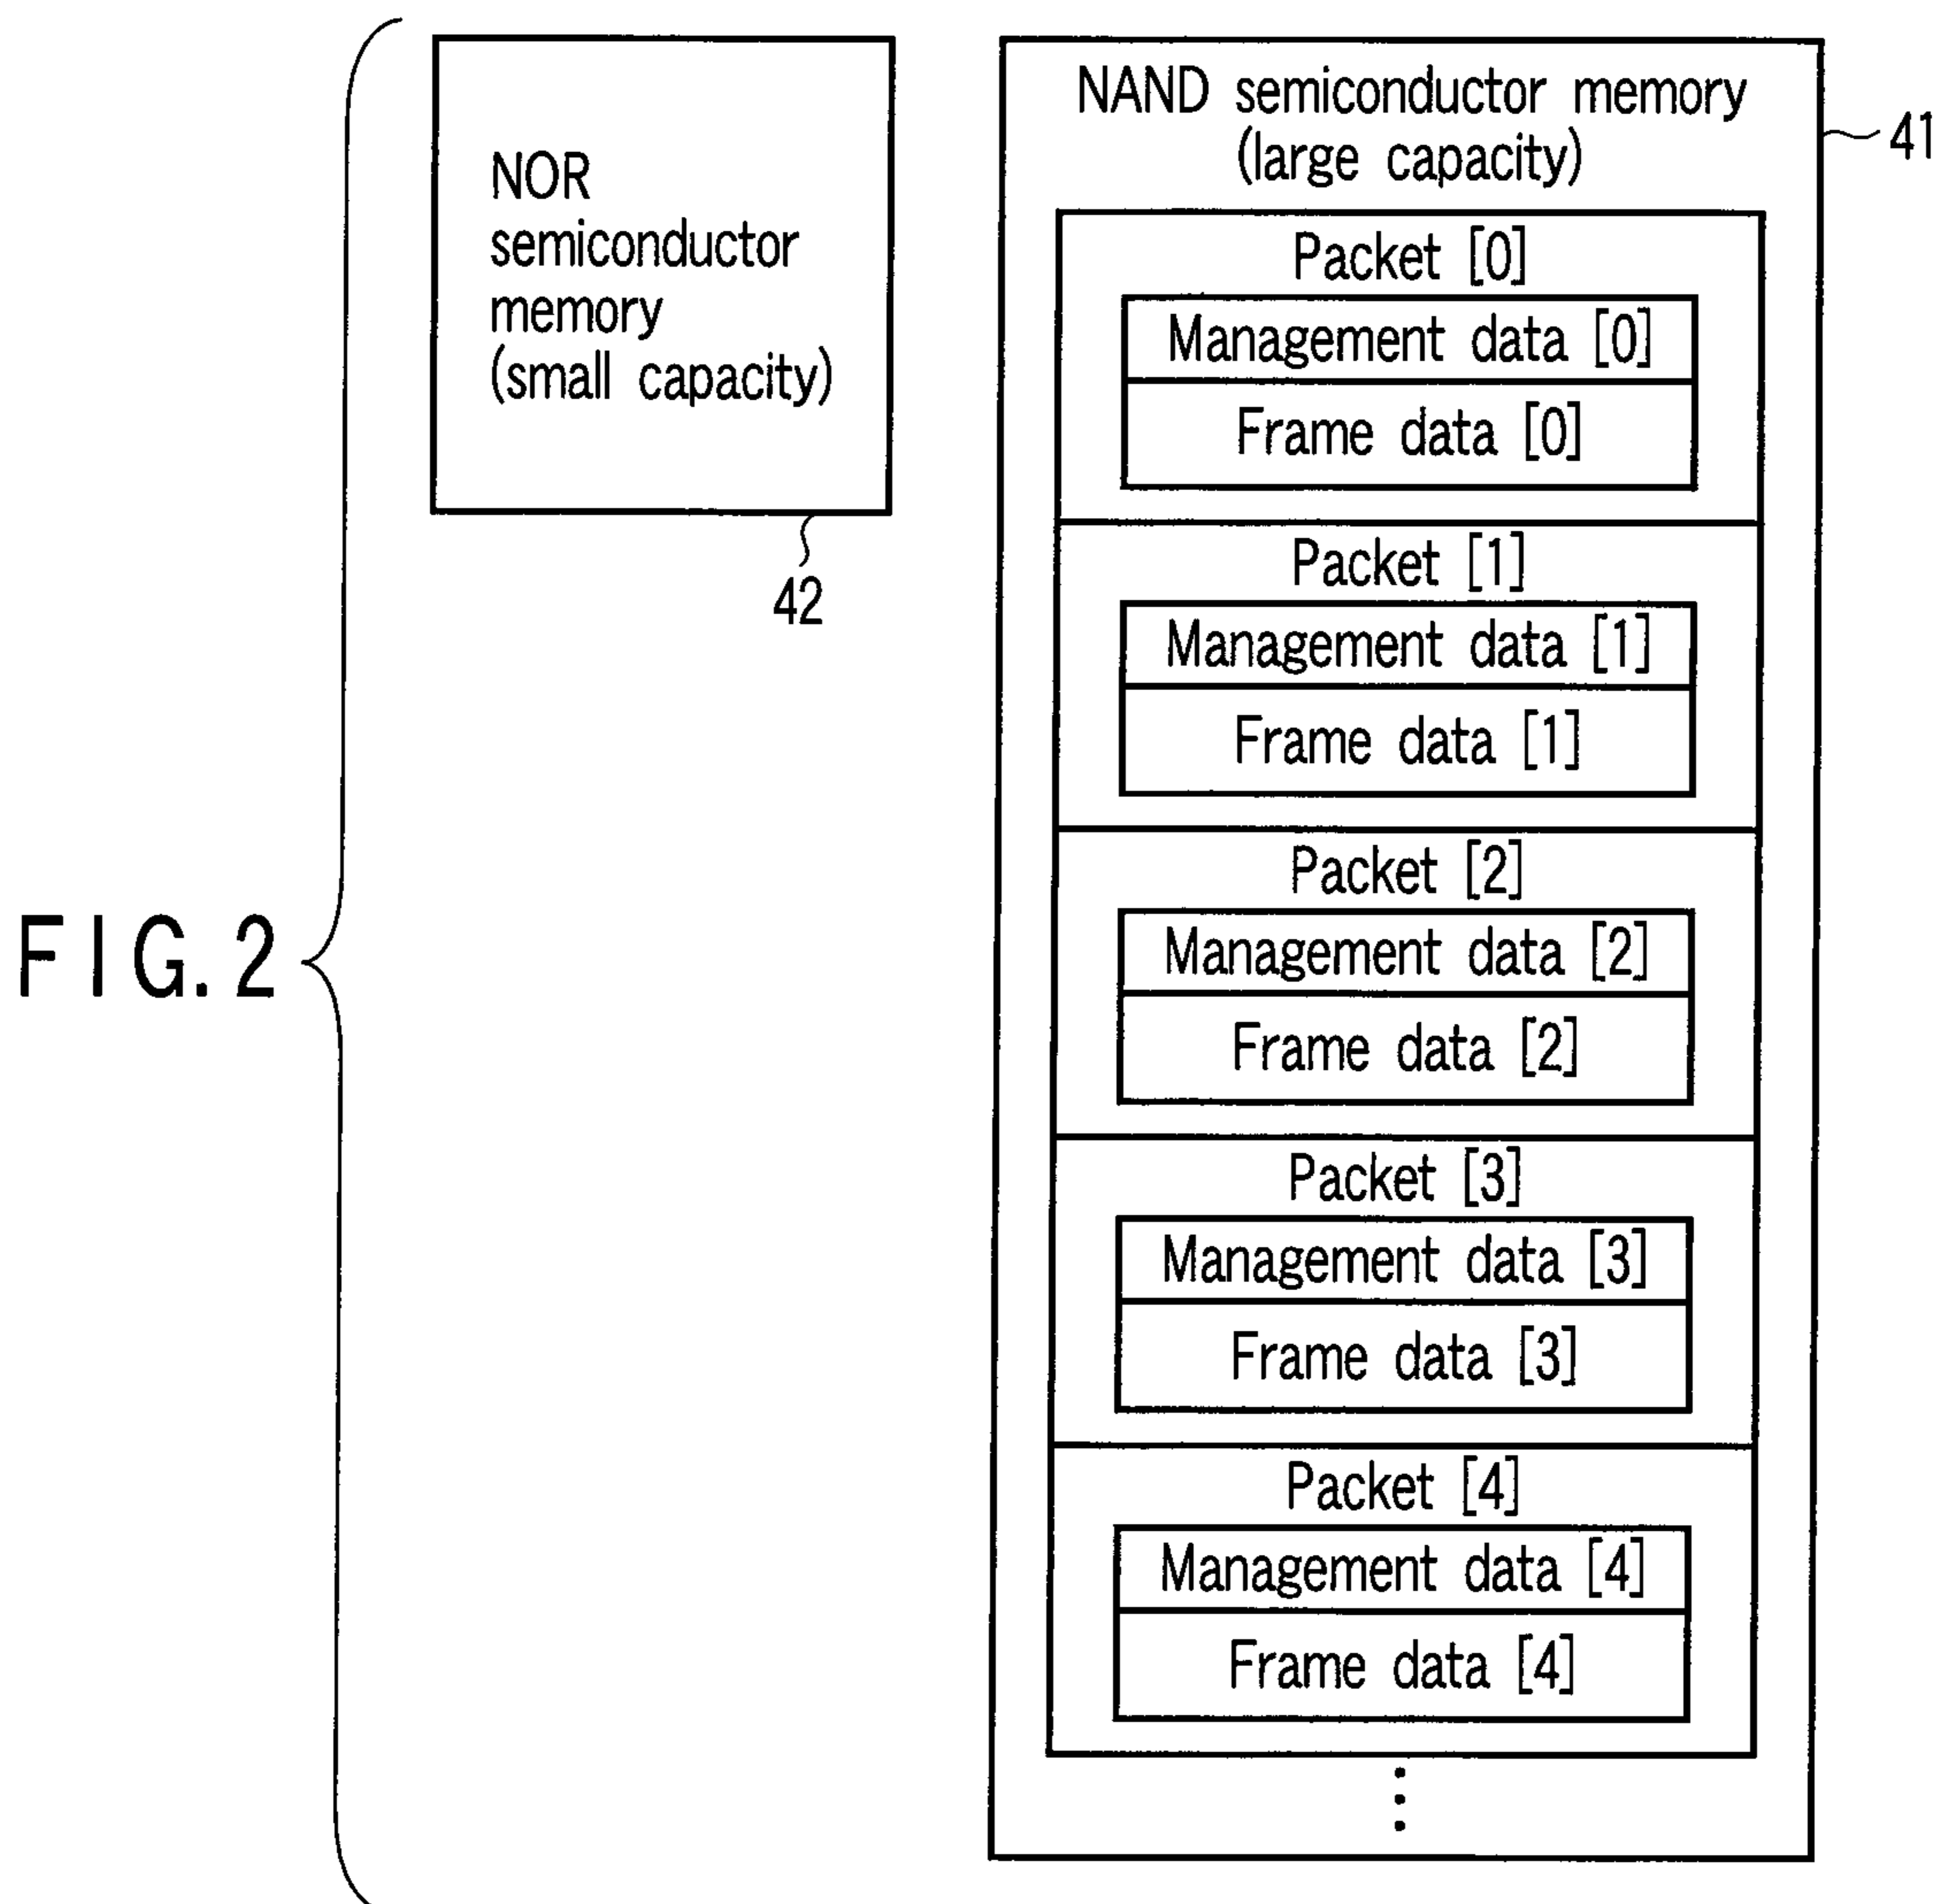 FIG. 2
NOR
semiconductor
memory
(small capacity)
42
NAND semiconductor memory
(large capacity)
41
Packet [0]
Management data [0]
Frame data [0]
Packet [1]
Management data [1]
Frame data [1]
Packet [2]
Management data [2]
Frame data [2]
Packet [3]
Management data [3]
Frame data [3]
Packet [4]
Management data [4]
Frame data [4]